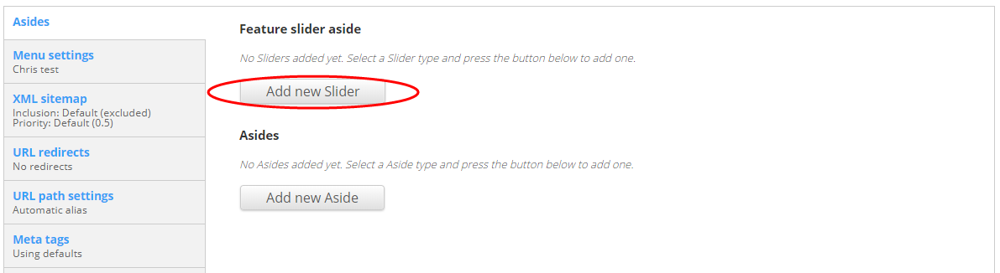 Asides
Menu settings
Chris test
XML sitemap
Inclusion: Default (excluded)
Priority: Default (0.5)
URL redirects
No redirects
URL path settings
Automatic alias
Meta tags
Using defaults
Feature slider aside
No Sliders added yet. Select a Slider type and press the button below to add one.
Add new Slider
Asides
No Asides added yet. Select a Aside type and press the button below to add one.
Add new Aside